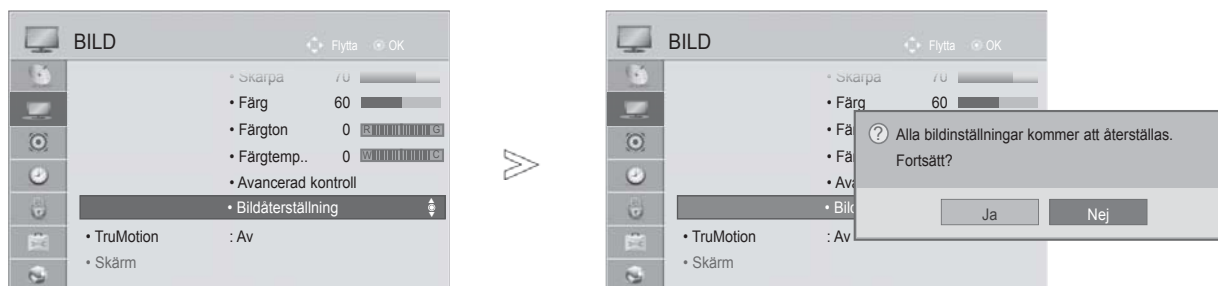 BILD Flytta OK
• Skärpa 70
• Färg 60
• Färgton 0 R G
• Färgtemp.. 0 W C
• Avancerad kontroll
• Bildåterställning
• TruMotion : Av
• Skärm
BILD Flytta OK
• Skärpa 70
• Färg 60
• Fä
• Fä
• Av
• Bild
• TruMotion : Av
• Skärm
? Alla bildinställningar kommer att återställas.
Fortsätt?
Ja Nej